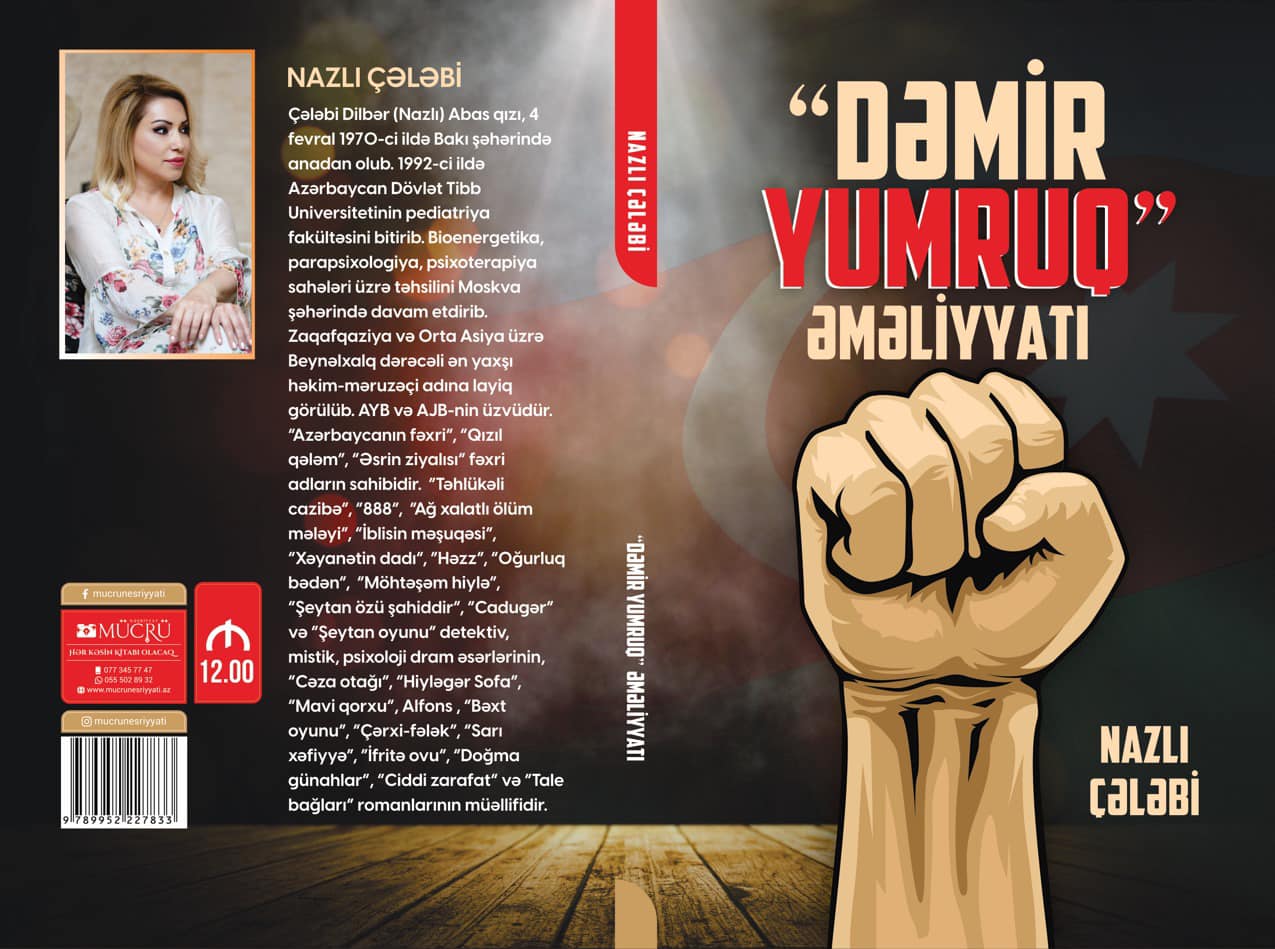 NAZLI ÇƏLƏBİ
Çələbi Dilbər (Nazlı) Abas qızı, 4
fevral 1970-ci ildə Bakı şəhərində
anadan olub. 1992-ci ildə
Azərbaycan Dövlət Tibb
Universitetinin pediatriya
fakültəsini bitirib. Bioenergetika,
parapsixologiya, psixoterapiya
sahələri üzrə təhsilini Moskva
şəhərində davam etdirib.
Zaqafqaziya və Orta Asiya üzrə
Beynəlxalq dərəcəli ən yaxşı
həkim-məruzəçi adına layiq
görülüb. AYB və AJB-nin üzvüdür.
"Azərbaycanın fəxri", "Qızıl
qələm", "Əsrin ziyalısı" fəxri
adların sahibidir. "Təhlükəli
cazibə", "888", "Ağ xalatlı ölüm
mələyi", "İblisin məşuqəsi",
"Xəyanətin dadı", "Həzz", "Oğurluq
bədən", "Möhtəşəm hiylə",
"Şeytan özü şahiddir", "Cadugər"
və "Şeytan oyunu" detektiv,
mistik, psixoloji dram əsərlərinin,
"Cəza otağı", "Hiyləgər Sofa",
"Mavi qorxu", Alfons , "Bəxt
oyunu", "Çərxi-fələk", "Sarı
xəfiyyə", "İfritə ovu", "Doğma
günahlar", "Ciddi zarafat" və "Tale
bağları" romanlarının müəllifidir.
mucrunesriyyati
NƏŞRİYYAT
MÜCRÜ
HƏR KƏSİN KİTABI OLACAQ
077 345 77 47
055 502 89 32
www.mucrunesriyyati.az
₼
12.00
mucrunesriyyati
9 789952 227833
NAZLI ÇƏLƏBİ
"DƏMİR YUMRUQ" ƏMƏLİYYATI
“DƏMİR
YUMRUQ”
ƏMƏLİYYATI
NAZLI
ÇƏLƏBİ